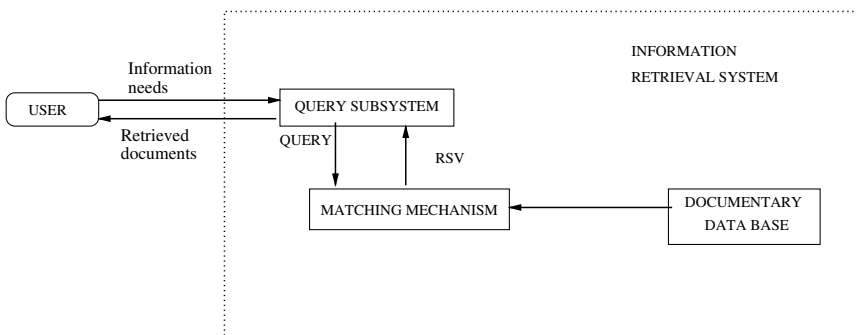 INFORMATION
RETRIEVAL SYSTEM
Information
needs
USER
QUERY SUBSYSTEM
Retrieved
documents
QUERY
RSV
MATCHING MECHANISM
DOCUMENTARY
DATA BASE